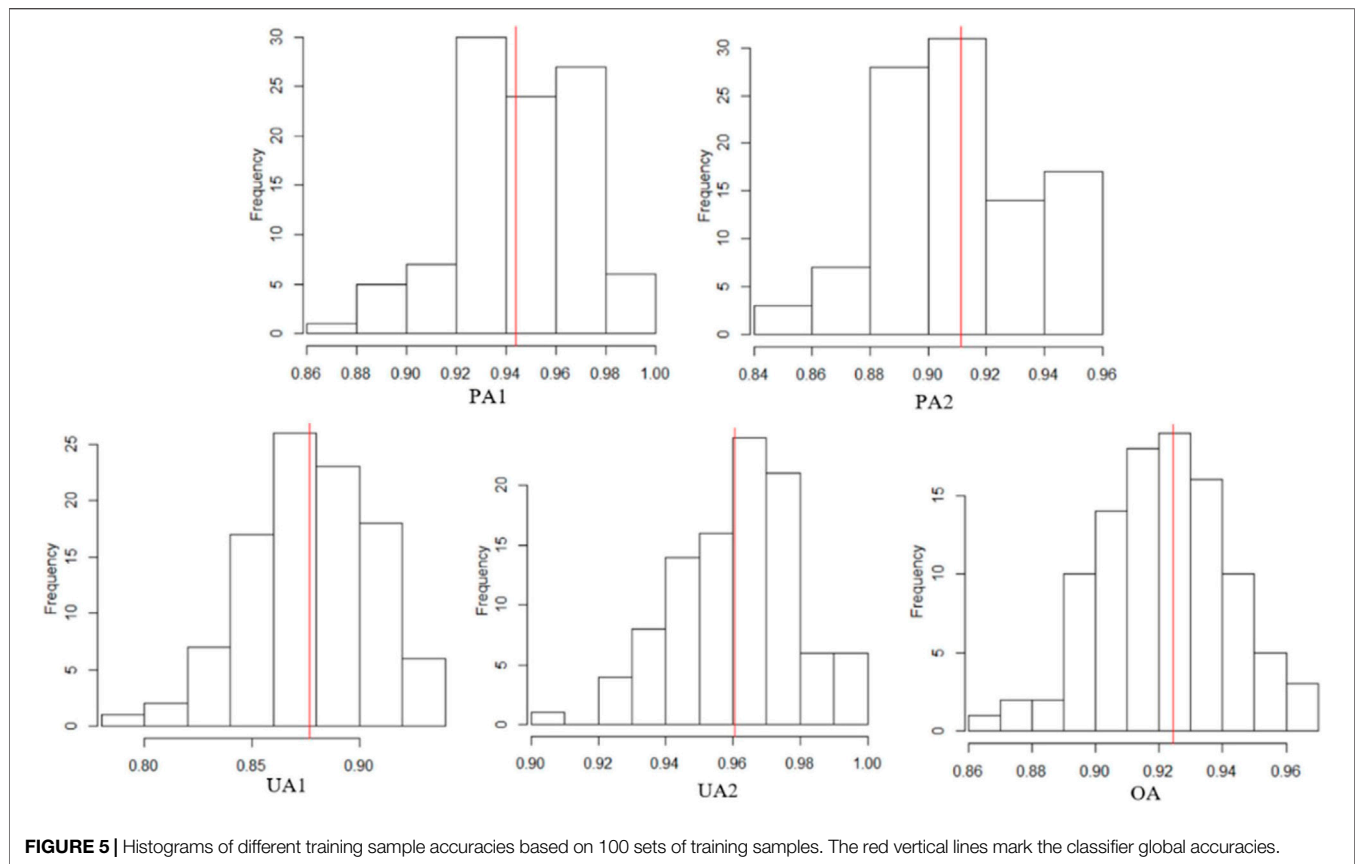 Frequency
0 5 10 15 20 25 30
0.86 0.88 0.90 0.92 0.94 0.96 0.98 1.00
PA1
Frequency
0 5 10 15 20 25 30
0.84 0.86 0.88 0.90 0.92 0.94 0.96
PA2
Frequency
0 5 10 15 20 25
0.80 0.85 0.90
UA1
Frequency
0 5 10 15 20
0.90 0.92 0.94 0.96 0.98 1.00
UA2
Frequency
0 5 10 15
0.86 0.88 0.90 0.92 0.94 0.96
OA
FIGURE 5 | Histograms of different training sample accuracies based on 100 sets of training samples. The red vertical lines mark the classifier global accuracies.